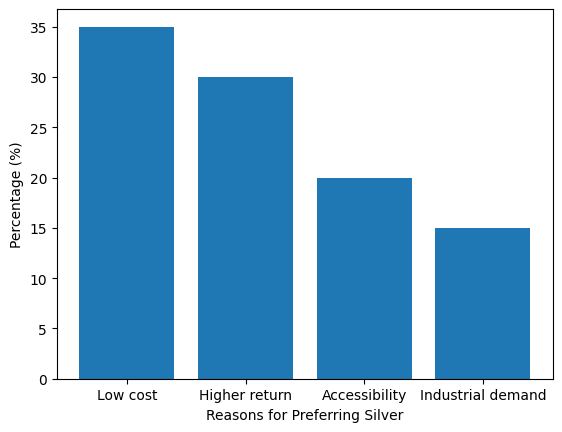 35
30
25
20
15
10
5
0
Percentage (%)
Low cost Higher return Accessibility Industrial demand
Reasons for Preferring Silver